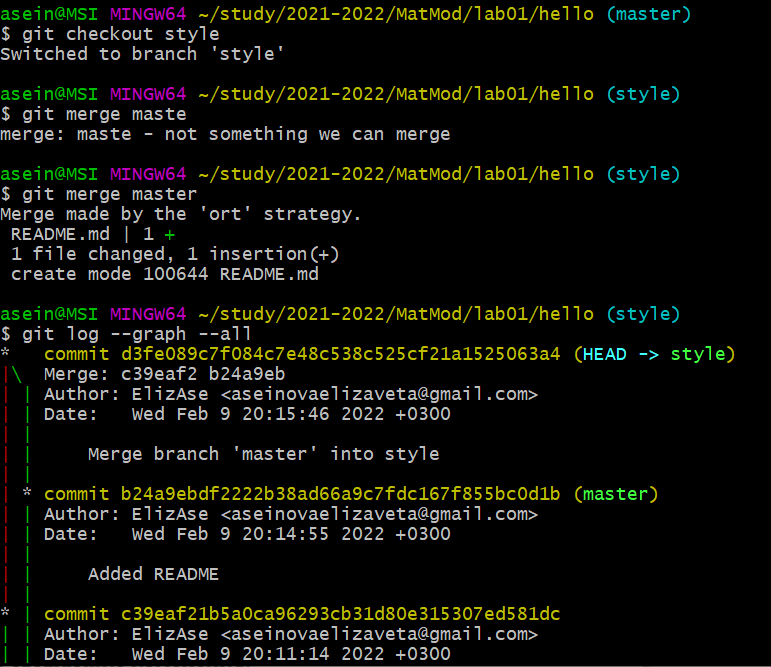 asein@MSI MINGW64 ~/study/2021-2022/MatMod/lab01/hello (master)
$ git checkout style
Switched to branch 'style'

asein@MSI MINGW64 ~/study/2021-2022/MatMod/lab01/hello (style)
$ git merge maste
merge: maste - not something we can merge

asein@MSI MINGW64 ~/study/2021-2022/MatMod/lab01/hello (style)
$ git merge master
Merge made by the 'ort' strategy.
 README.md | 1 +
 1 file changed, 1 insertion(+)
 create mode 100644 README.md

asein@MSI MINGW64 ~/study/2021-2022/MatMod/lab01/hello (style)
$ git log --graph --all
*   commit d3fe089c7f084c7e48c538c525cf21a1525063a4 (HEAD -> style)
|\  Merge: c39eaf2 b24a9eb
| | Author: ElizAse <aseinovaelizaveta@gmail.com>
| | Date:   Wed Feb 9 20:15:46 2022 +0300
| |
| |     Merge branch 'master' into style
| |
| * commit b24a9ebdf2222b38ad66a9c7fdc167f855bc0d1b (master)
| | Author: ElizAse <aseinovaelizaveta@gmail.com>
| | Date:   Wed Feb 9 20:14:55 2022 +0300
| |
| |     Added README
| |
* | commit c39eaf21b5a0ca96293cb31d80e315307ed581dc
| | Author: ElizAse <aseinovaelizaveta@gmail.com>
| | Date:   Wed Feb 9 20:11:14 2022 +0300